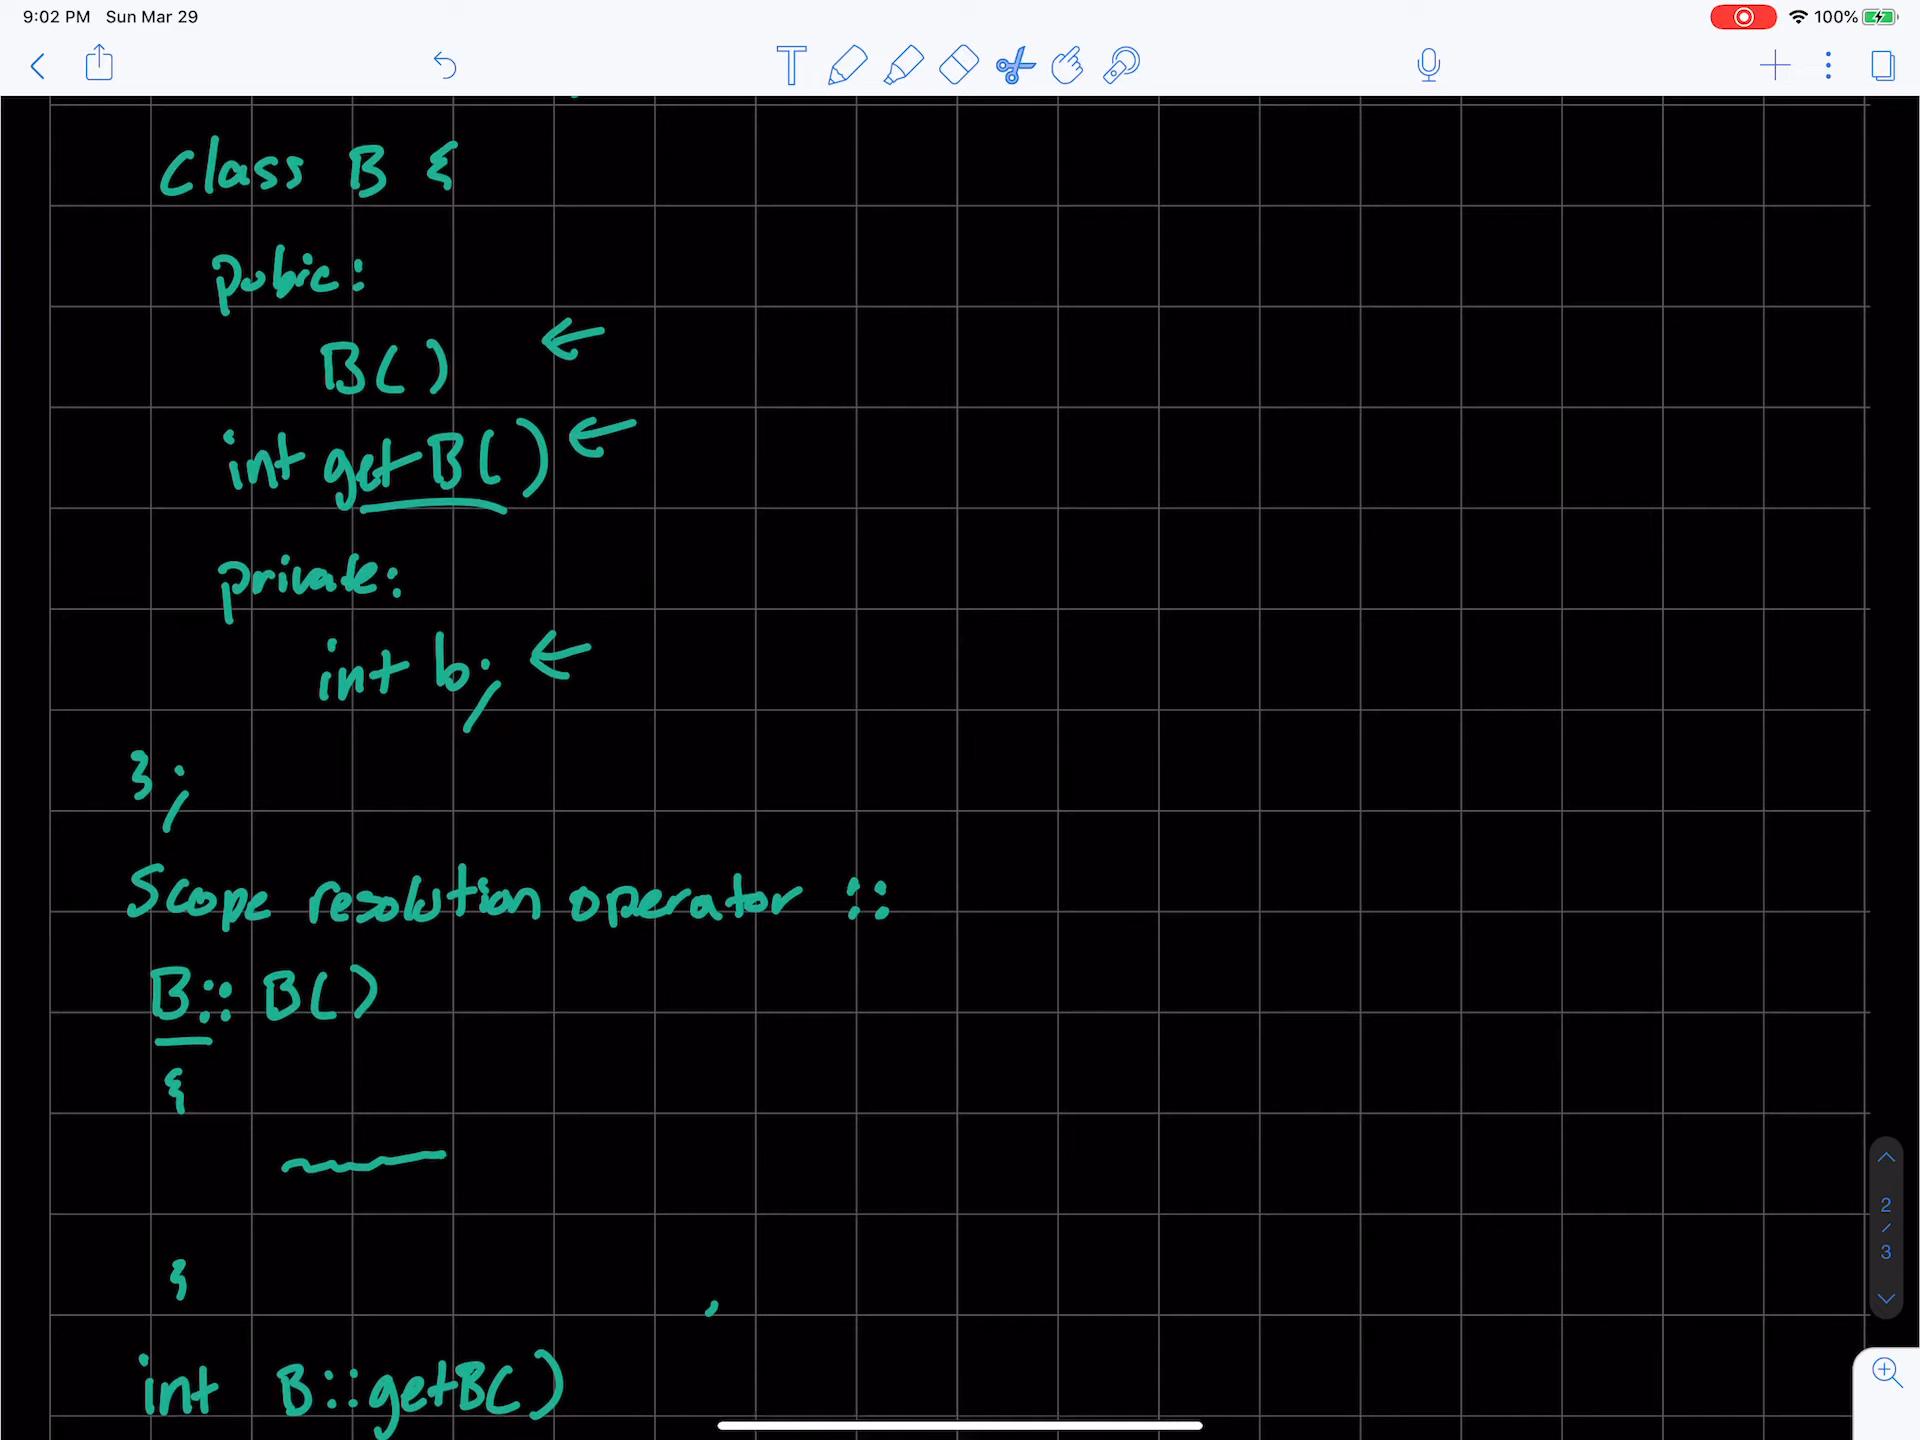 9:02 PM Sun Mar 29
100%
Class B {
pubic:
B()
int getB()
private:
int b;
};
Scope resolution operator ::
B:: B()
{
}
int B::getB()
2
/
3